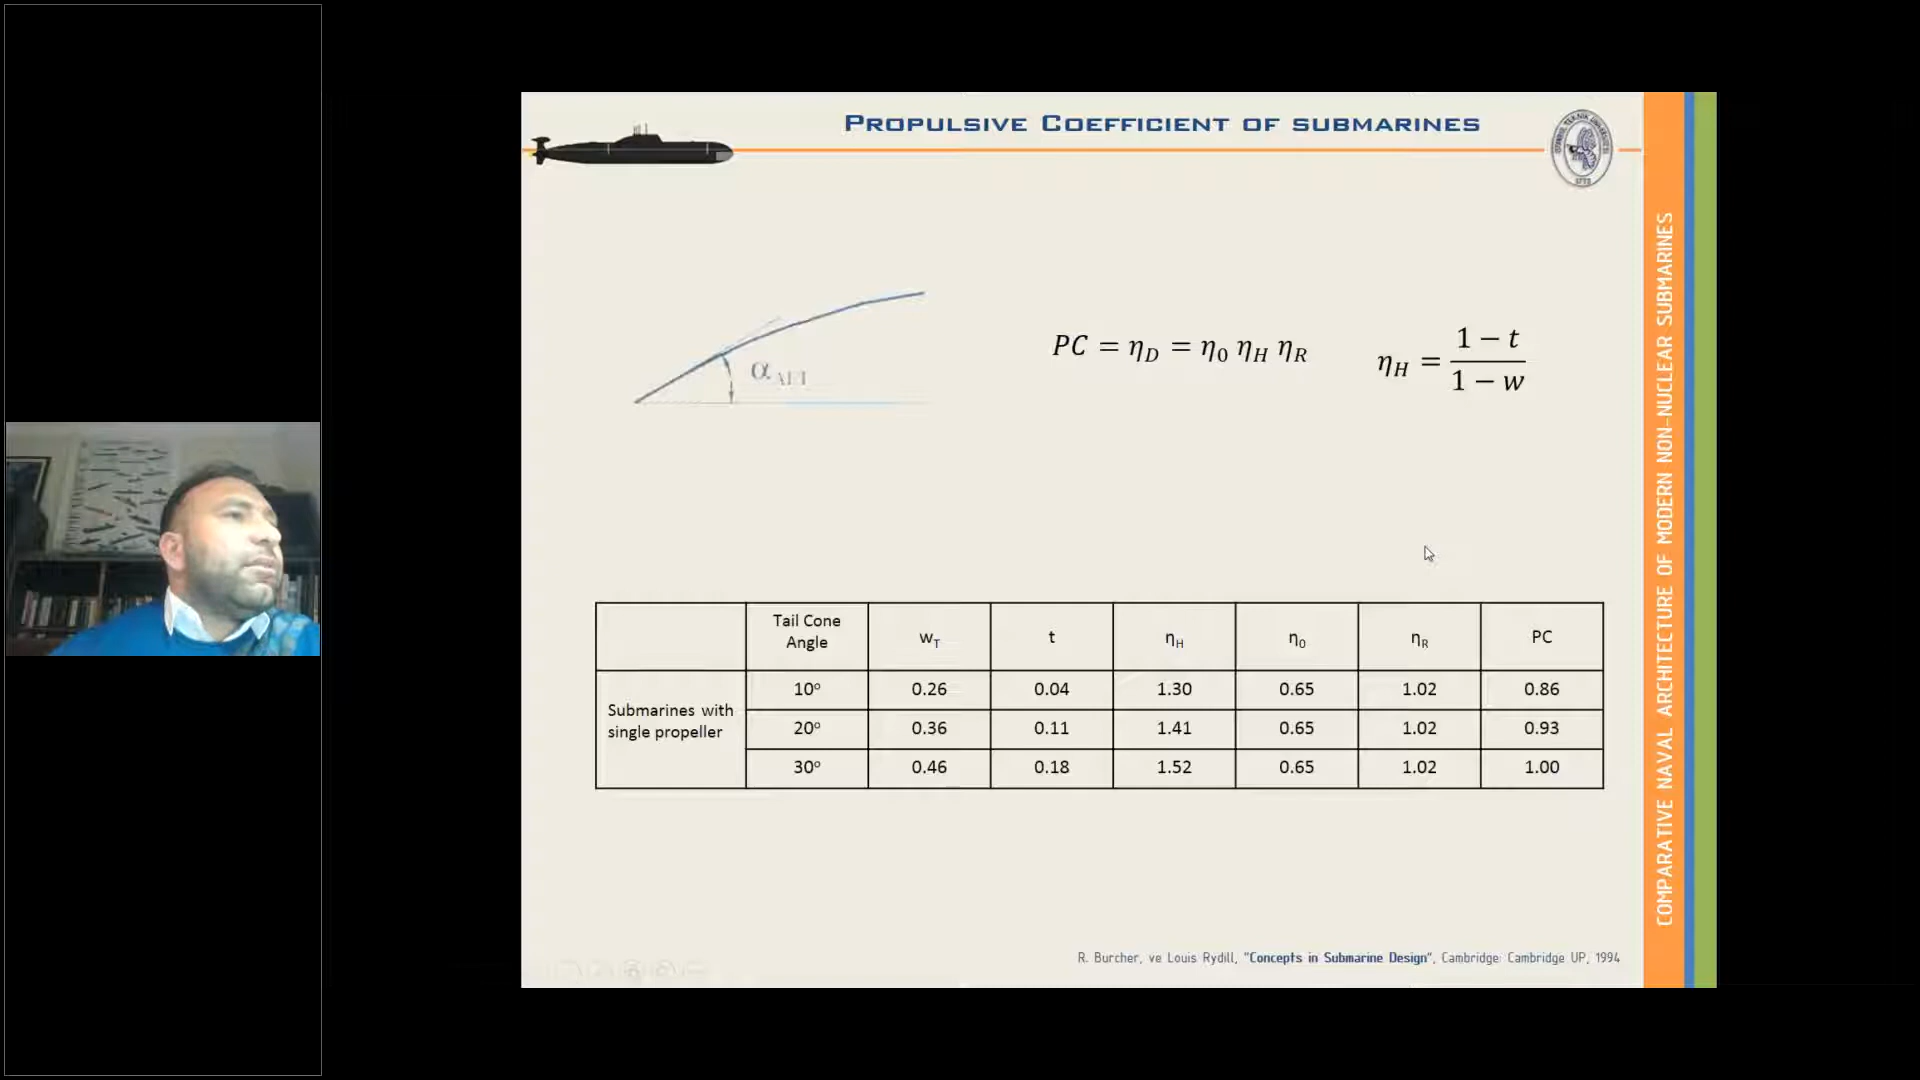 PROPULSIVE COEFFICIENT OF SUBMARINES
α
PC = η_D = η_0 η_H η_R
η_H = (1 − t) / (1 − w)
Tail Cone Angle w_T t η_H η_0 η_R PC
Submarines with single propeller
10° 0.26 0.04 1.30 0.65 1.02 0.86
20° 0.36 0.11 1.41 0.65 1.02 0.93
30° 0.46 0.18 1.52 0.65 1.02 1.00
R. Burcher, ve Louis Rydill, "Concepts in Submarine Design", Cambridge: Cambridge UP, 1994
COMPARATIVE NAVAL ARCHITECTURE OF MODERN NON-NUCLEAR SUBMARINES